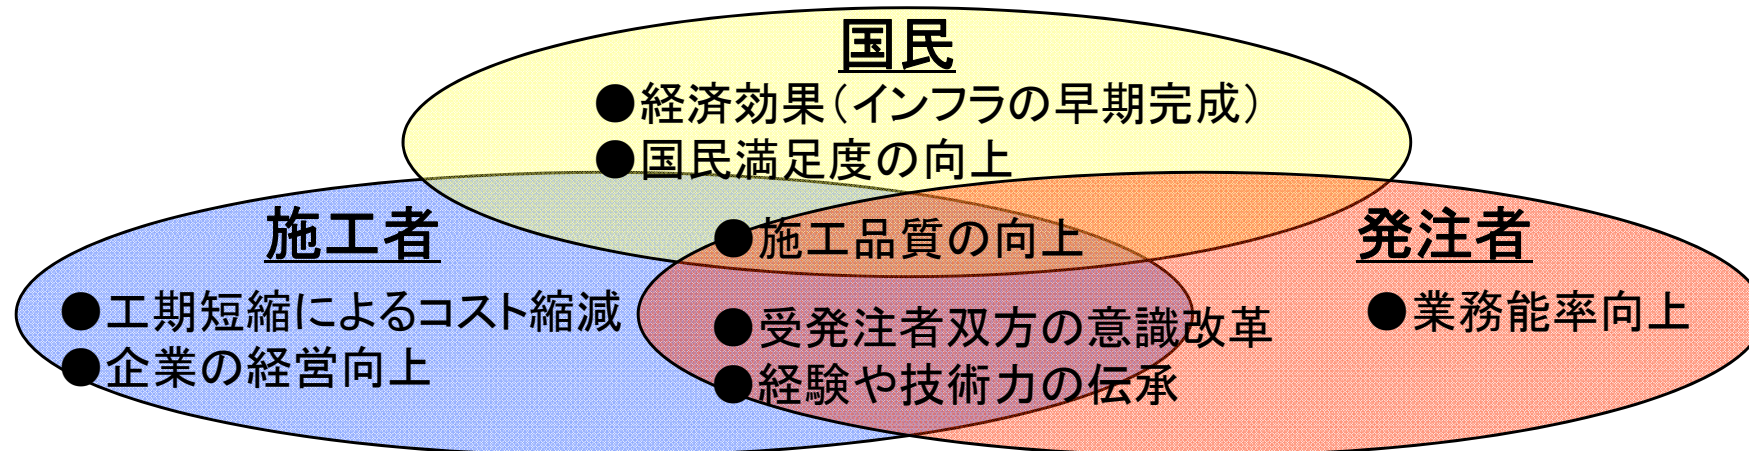 国民
●経済効果（インフラの早期完成）
●国民満足度の向上
施工者
●工期短縮によるコスト縮減
●企業の経営向上
●施工品質の向上
●受発注者双方の意識改革
●経験や技術力の伝承
発注者
●業務能率向上